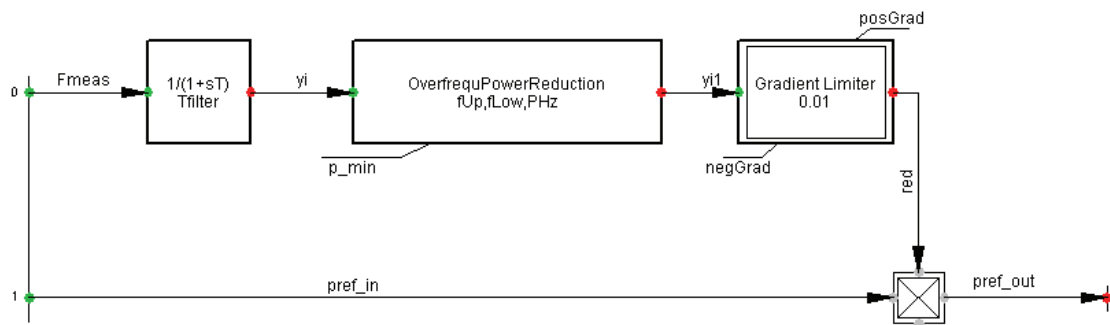 posGrad
0
Fmeas
1/(1+sT)
Tfilter
yi
OverfrequPowerReduction
fUp,fLow,PHz
p_min
yi1
Gradient Limiter
0.01
negGrad
red
1
pref_in
pref_out